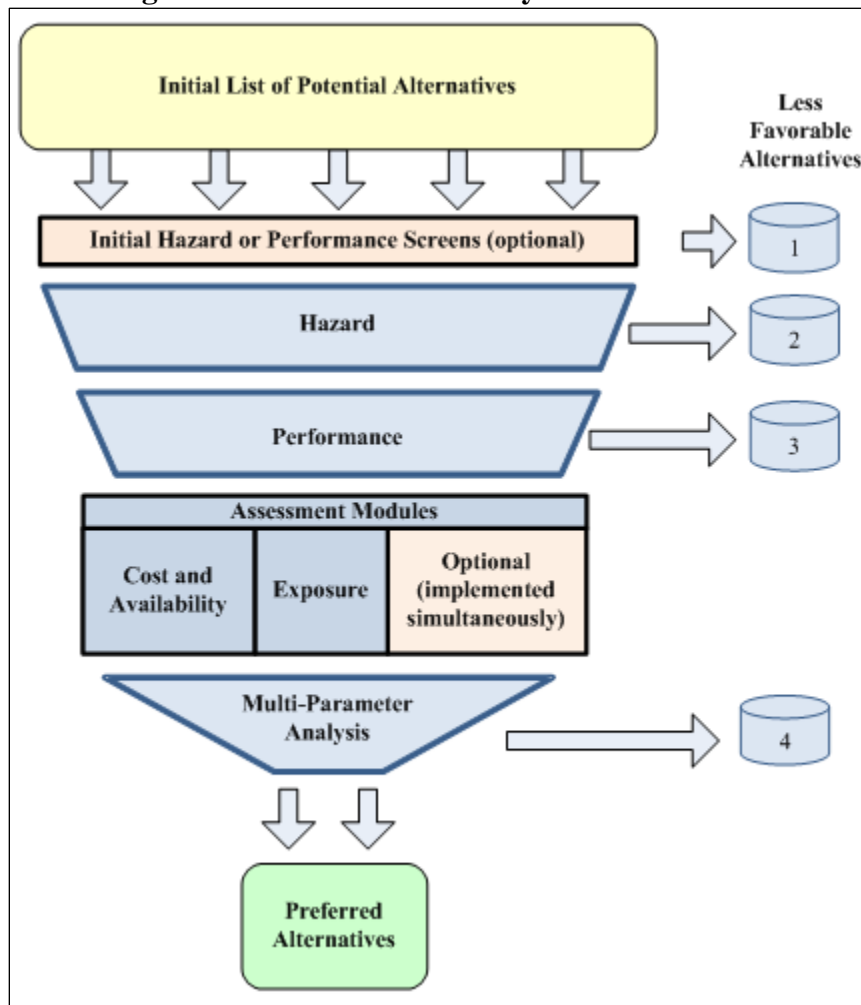 Initial List of Potential Alternatives
Less
Favorable
Alternatives
Initial Hazard or Performance Screens (optional)
1
Hazard
2
Performance
3
Assessment Modules
Cost and
Availability
Exposure
Optional
(implemented
simultaneously)
Multi-Parameter
Analysis
4
Preferred
Alternatives